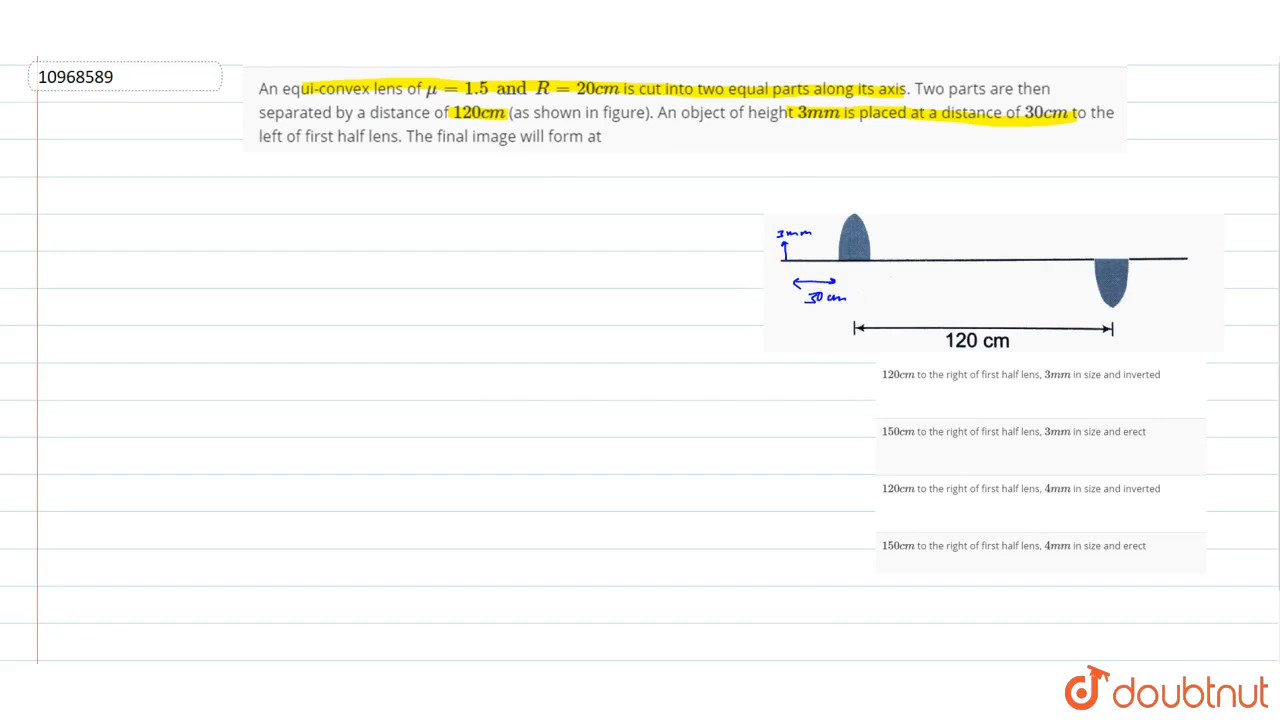 10968589
An equi-convex lens of μ = 1.5 and R = 20cm is cut into two equal parts along its axis. Two parts are then
separated by a distance of 120cm (as shown in figure). An object of height 3mm is placed at a distance of 30cm to the
left of first half lens. The final image will form at
3mm
30 cm
120 cm
120cm to the right of first half lens, 3mm in size and inverted
150cm to the right of first half lens, 3mm in size and erect
120cm to the right of first half lens, 4mm in size and inverted
150cm to the right of first half lens, 4mm in size and erect
doubtnut